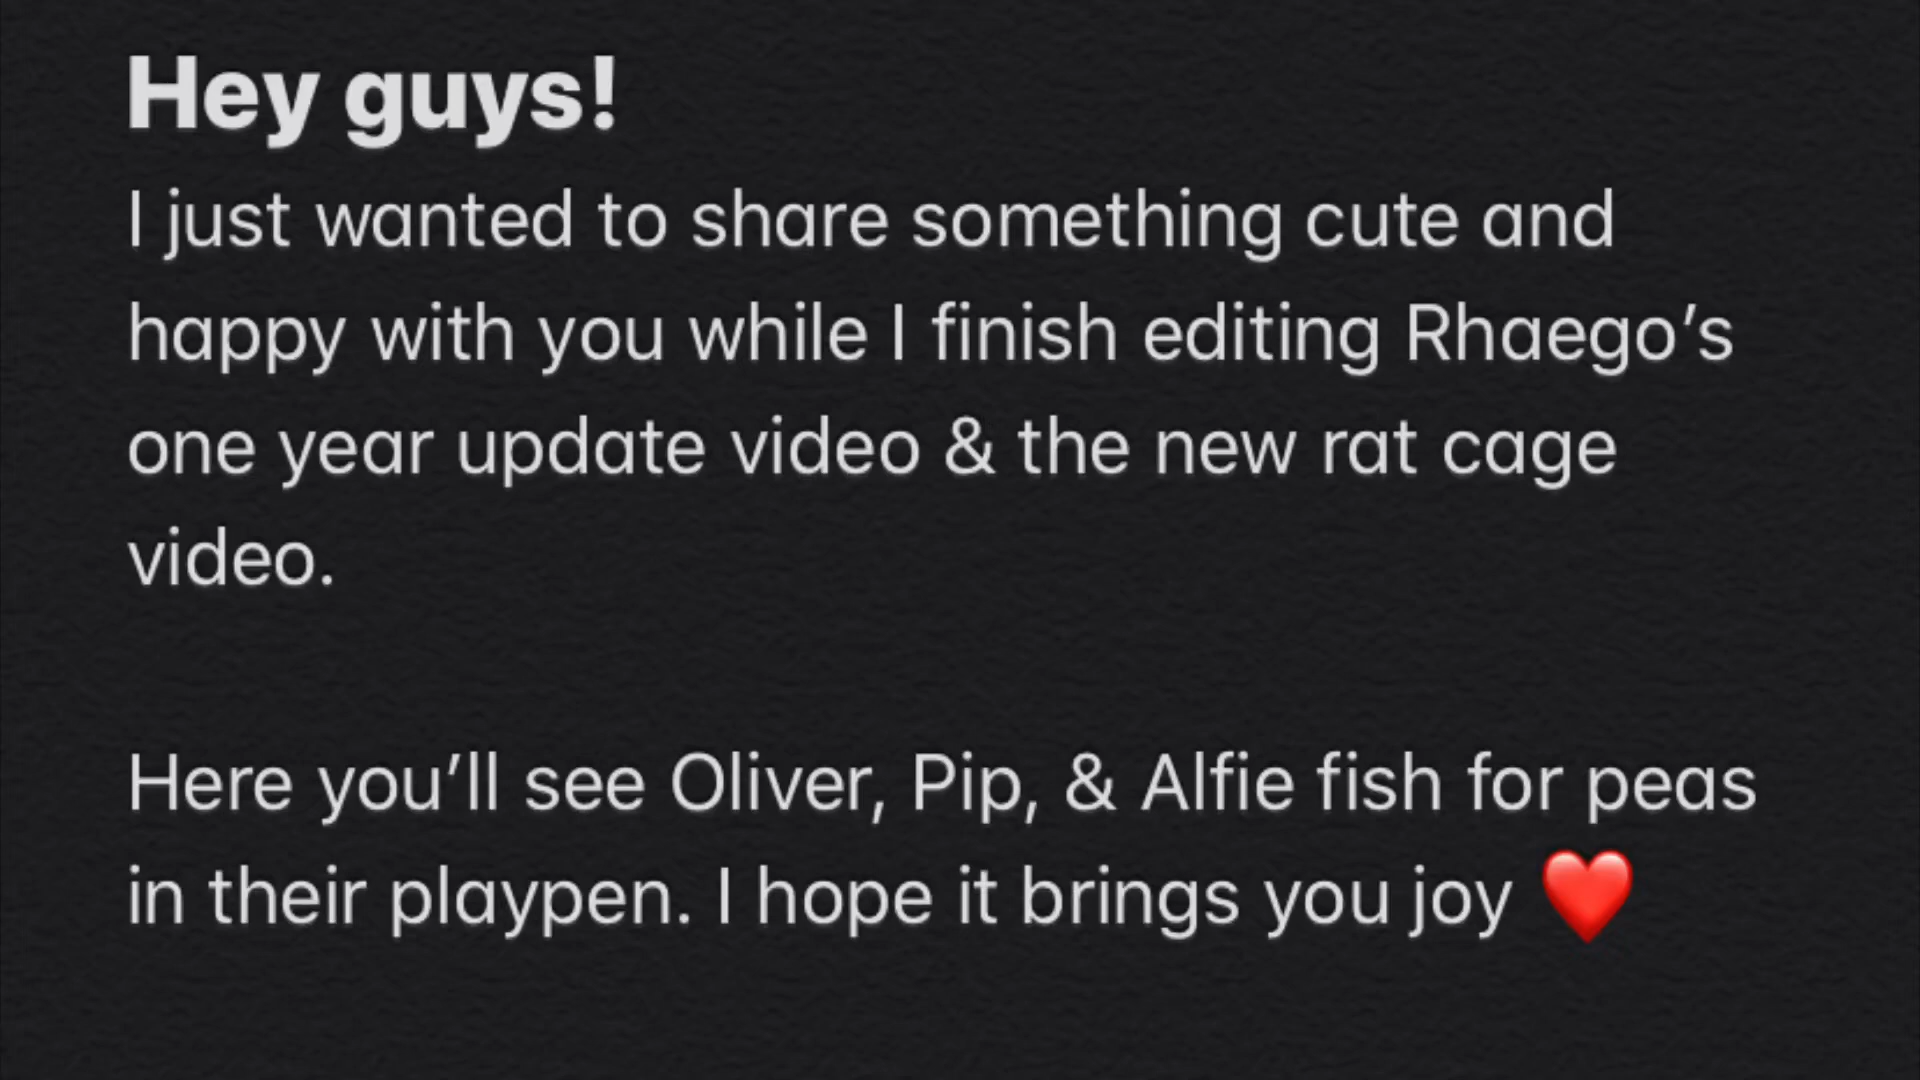 Hey guys!
I just wanted to share something cute and
happy with you while I finish editing Rhaego’s
one year update video & the new rat cage
video.
Here you’ll see Oliver, Pip, & Alfie fish for peas
in their playpen. I hope it brings you joy ❤️